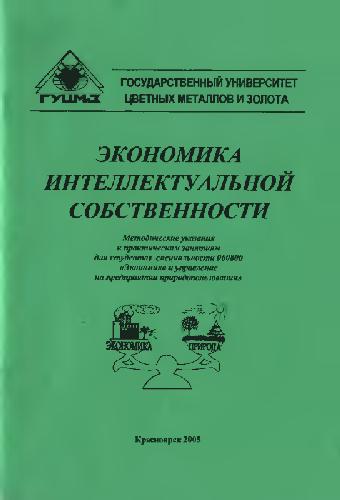 ГУЦМЗ
ГОСУДАРСТВЕННЫЙ УНИВЕРСИТЕТ
ЦВЕТНЫХ МЕТАЛЛОВ И ЗОЛОТА
ЭКОНОМИКА
ИНТЕЛЛЕКТУАЛЬНОЙ
СОБСТВЕННОСТИ
Методические указания
к практическим занятиям
для студентов специальности 060800
«Экономика и управление
на предприятии природопользования»
ЭКОНОМИКА
ПРИРОДА
Красноярск 2005